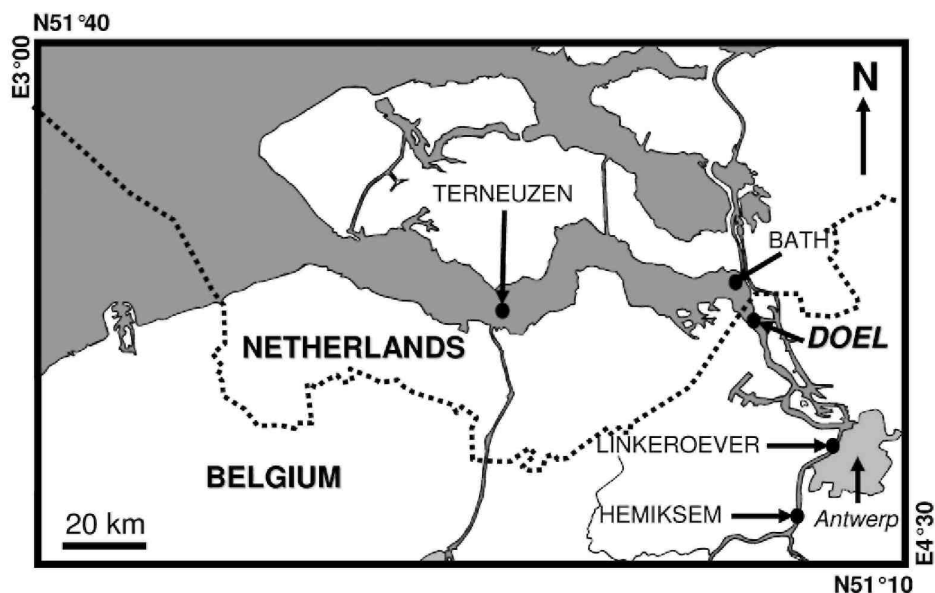 N51°40
E3°00
N
TERNEUZEN
BATH
DOEL
NETHERLANDS
LINKEROEVER
BELGIUM
HEMIKSEM
Antwerp
20 km
E4°30
N51°10